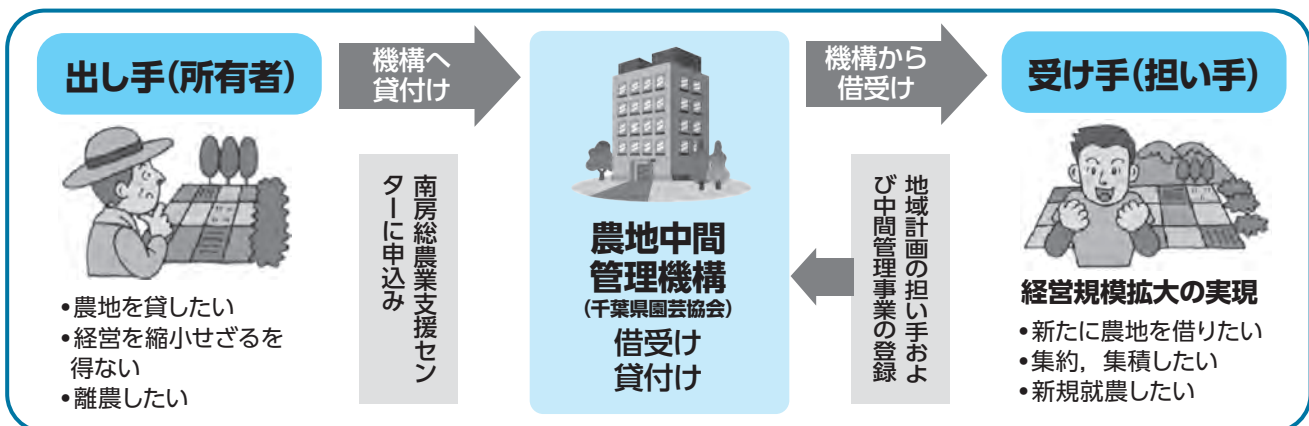 出し手(所有者)
•農地を貸したい
•経営を縮小せざるを
得ない
•離農したい
機構へ
貸付け
南房総農業支援セン
ターに申込み
農地中間
管理機構
(千葉県園芸協会)
借受け
貸付け
機構から
借受け
地域計画の担い手およ
び中間管理事業の登録
受け手(担い手)
経営規模拡大の実現
•新たに農地を借りたい
•集約，集積したい
•新規就農したい